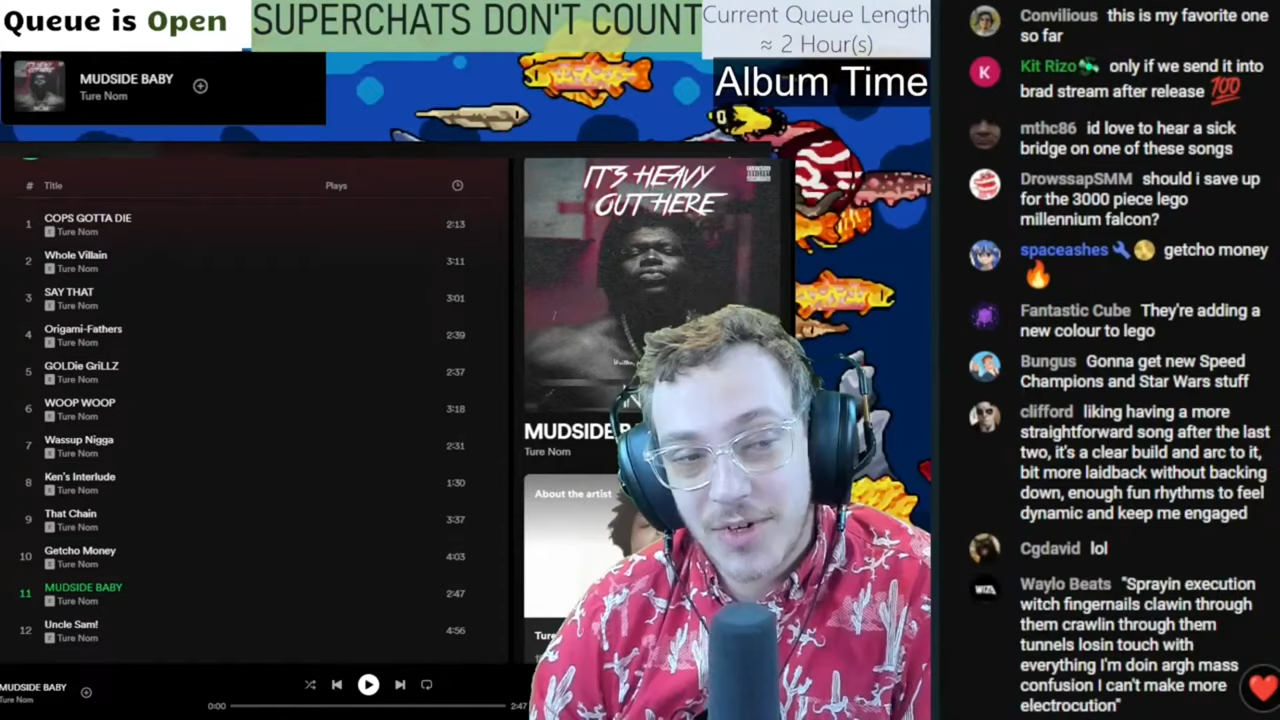 Queue is Open
SUPERCHATS DON'T COUNT
Current Queue Length
≈ 2 Hour(s)
Album Time
MUDSIDE BABY
Ture Nom
# Title Plays
1 COPS GOTTA DIE 2:13
E Ture Nom
2 Whole Villain 3:11
E Ture Nom
3 SAY THAT 3:01
E Ture Nom
4 Origami-Fathers 2:39
E Ture Nom
5 GOLDie GriLLZ 2:37
E Ture Nom
6 WOOP WOOP 3:18
E Ture Nom
7 Wassup Nigga 2:31
E Ture Nom
8 Ken's Interlude 1:30
E Ture Nom
9 That Chain 3:37
E Ture Nom
10 Getcho Money 4:03
E Ture Nom
11 MUDSIDE BABY 2:47
E Ture Nom
12 Uncle Sam! 4:56
E Ture Nom
IT'S HEAVY
OUT HERE
MUDSIDE B
Ture Nom
About the artist
Ture
MUDSIDE BABY
Ture Nom
0:00
2:47
Convilious this is my favorite one
so far
K
Kit Rizo only if we send it into
brad stream after release 100
mthc86 id love to hear a sick
bridge on one of these songs
DrowssapSMM should i save up
for the 3000 piece lego
millennium falcon?
spaceashes getcho money
Fantastic Cube They're adding a
new colour to lego
Bungus Gonna get new Speed
Champions and Star Wars stuff
clifford liking having a more
straightforward song after the last
two, it's a clear build and arc to it,
bit more laidback without backing
down, enough fun rhythms to feel
dynamic and keep me engaged
Cgdavid lol
Waylo Beats "Sprayin execution
witch fingernails clawin through
them crawlin through them
tunnels losin touch with
everything I'm doin argh mass
confusion I can't make more
electrocution"